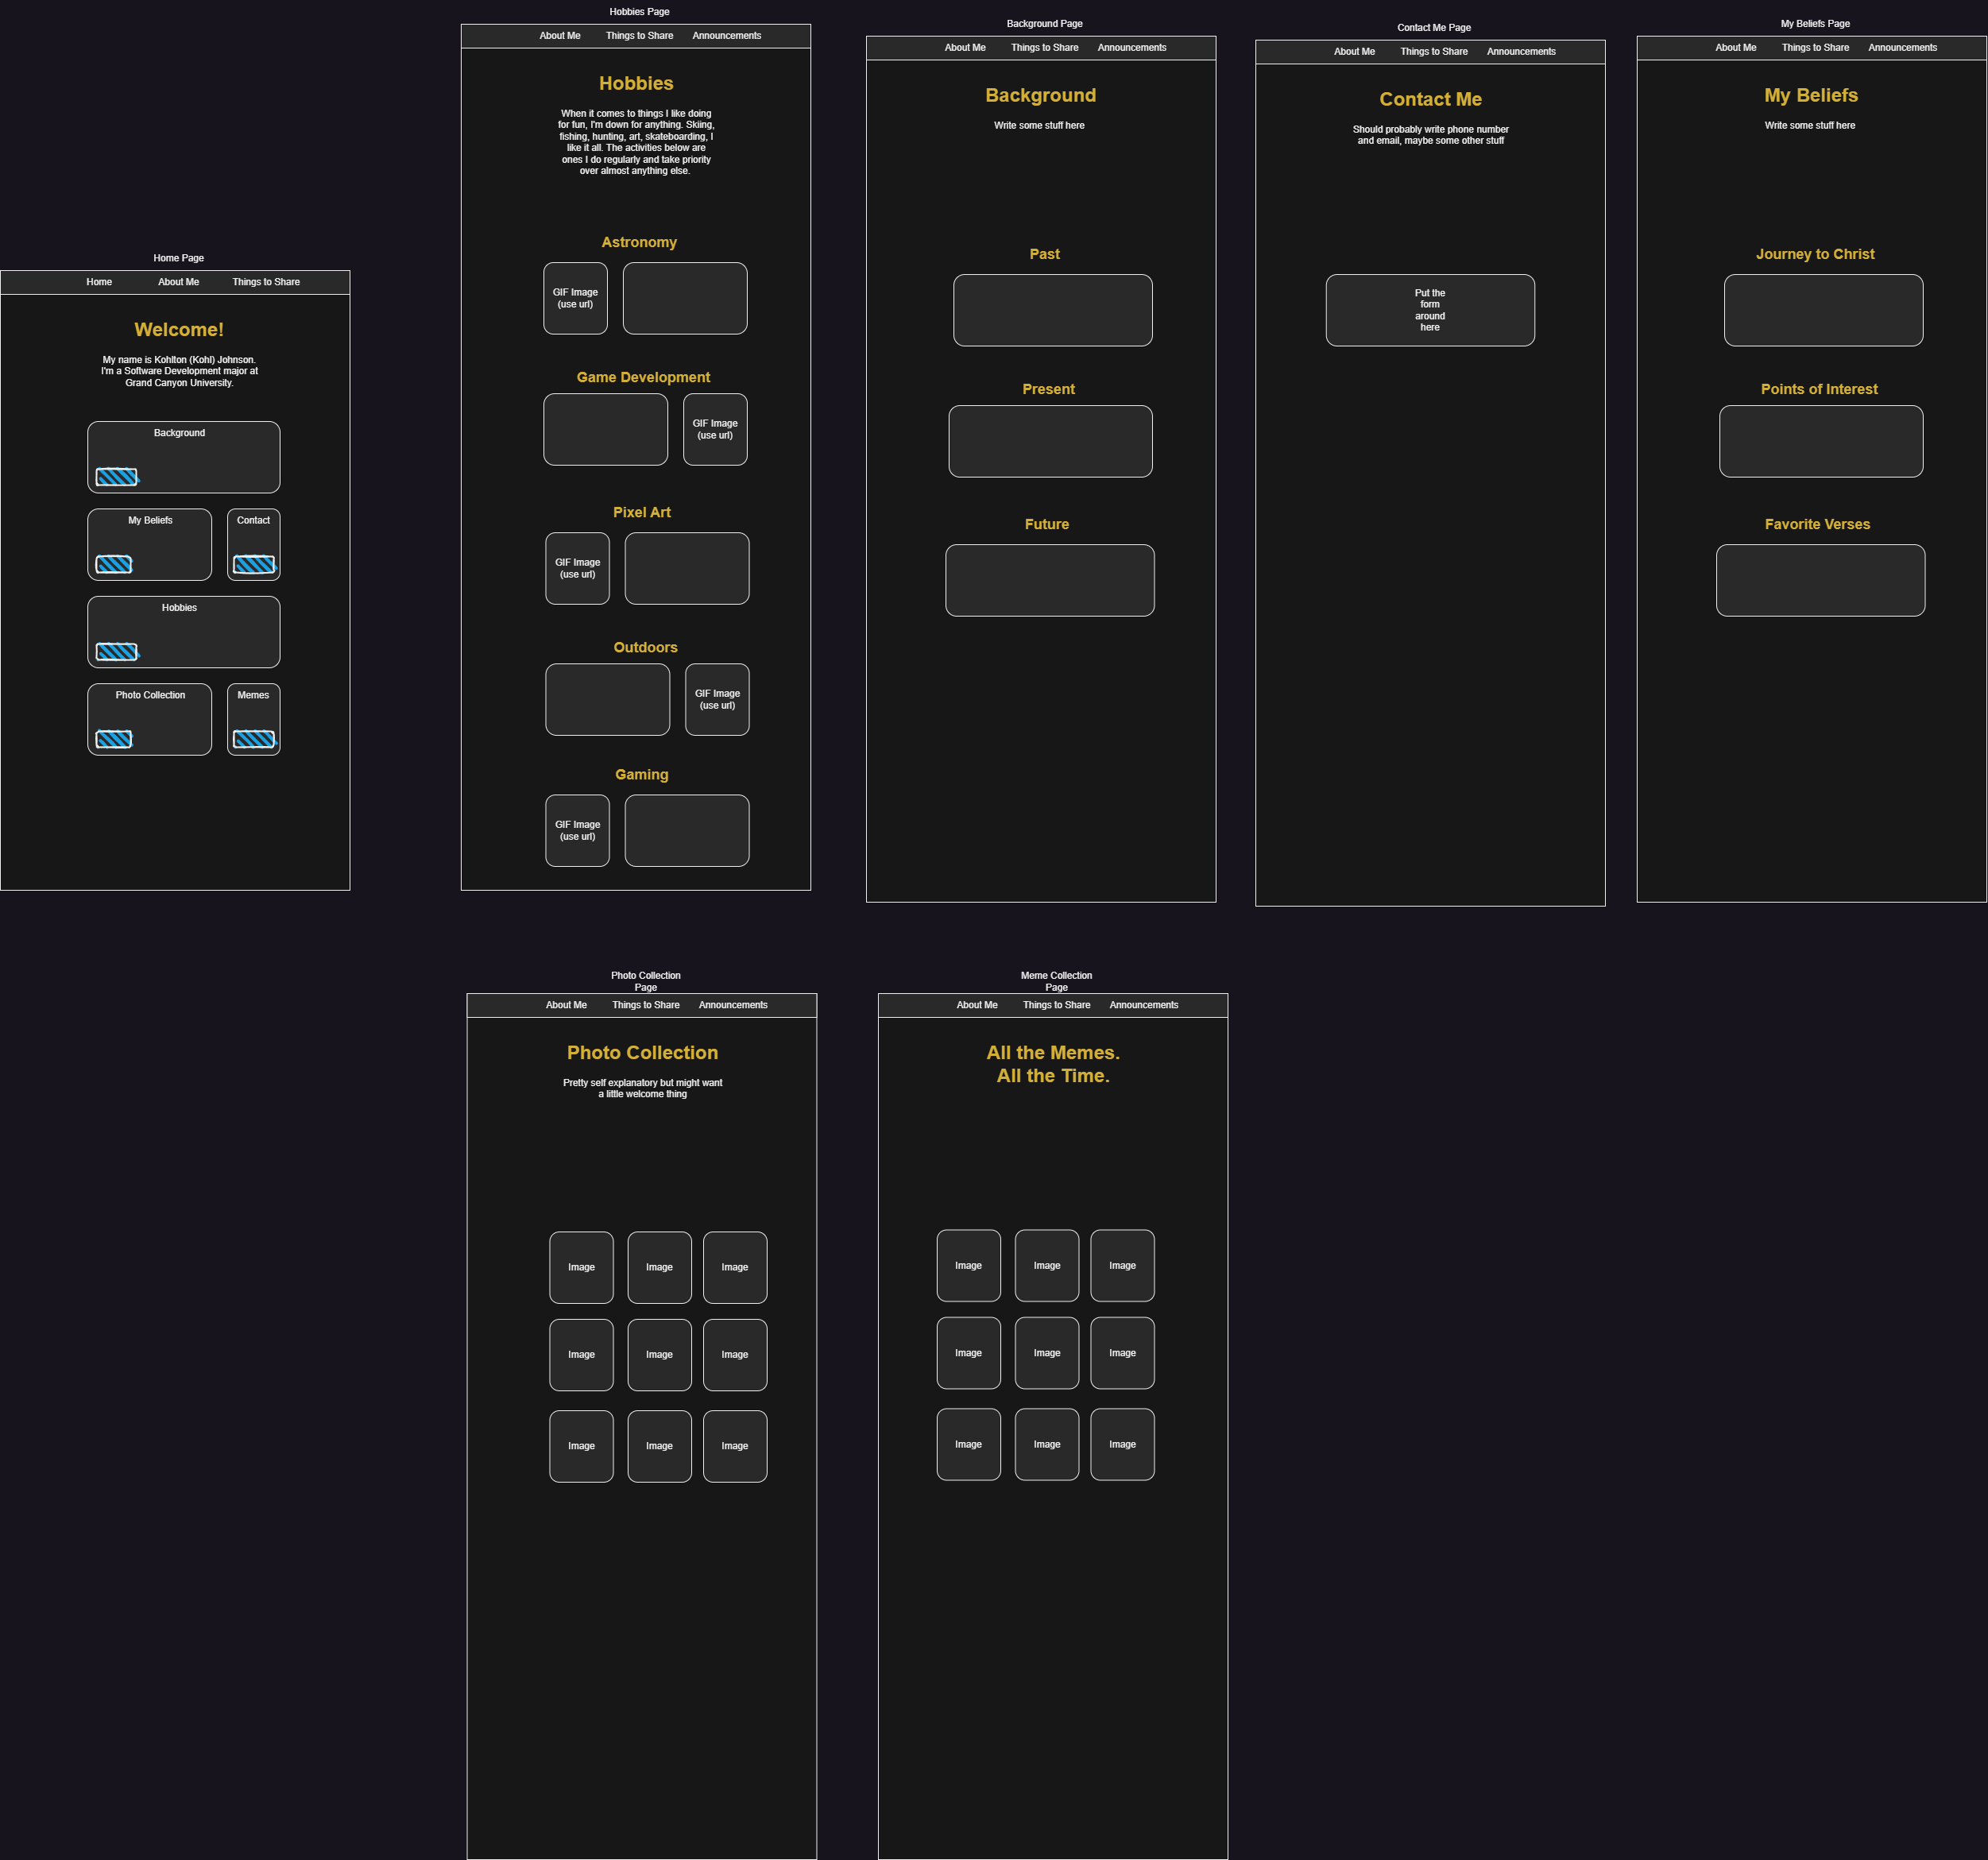 Home Page
Home About Me Things to Share
Welcome!
My name is Kohlton (Kohl) Johnson.
I'm a Software Development major at
Grand Canyon University.
Background
My Beliefs Contact
Hobbies
Photo Collection Memes
Hobbies Page
About Me Things to Share Announcements
Hobbies
When it comes to things I like doing
for fun, I'm down for anything. Skiing,
fishing, hunting, art, skateboarding, I
like it all. The activities below are
ones I do regularly and take priority
over almost anything else.
Astronomy
GIF Image
(use url)
Game Development
GIF Image
(use url)
Pixel Art
GIF Image
(use url)
Outdoors
GIF Image
(use url)
Gaming
GIF Image
(use url)
Background Page
About Me Things to Share Announcements
Background
Write some stuff here
Past
Present
Future
Contact Me Page
About Me Things to Share Announcements
Contact Me
Should probably write phone number
and email, maybe some other stuff
Put the
form
around
here
My Beliefs Page
About Me Things to Share Announcements
My Beliefs
Write some stuff here
Journey to Christ
Points of Interest
Favorite Verses
Photo Collection
Page
About Me Things to Share Announcements
Photo Collection
Pretty self explanatory but might want
a little welcome thing
Image Image Image
Image Image Image
Image Image Image
Meme Collection
Page
About Me Things to Share Announcements
All the Memes.
All the Time.
Image Image Image
Image Image Image
Image Image Image